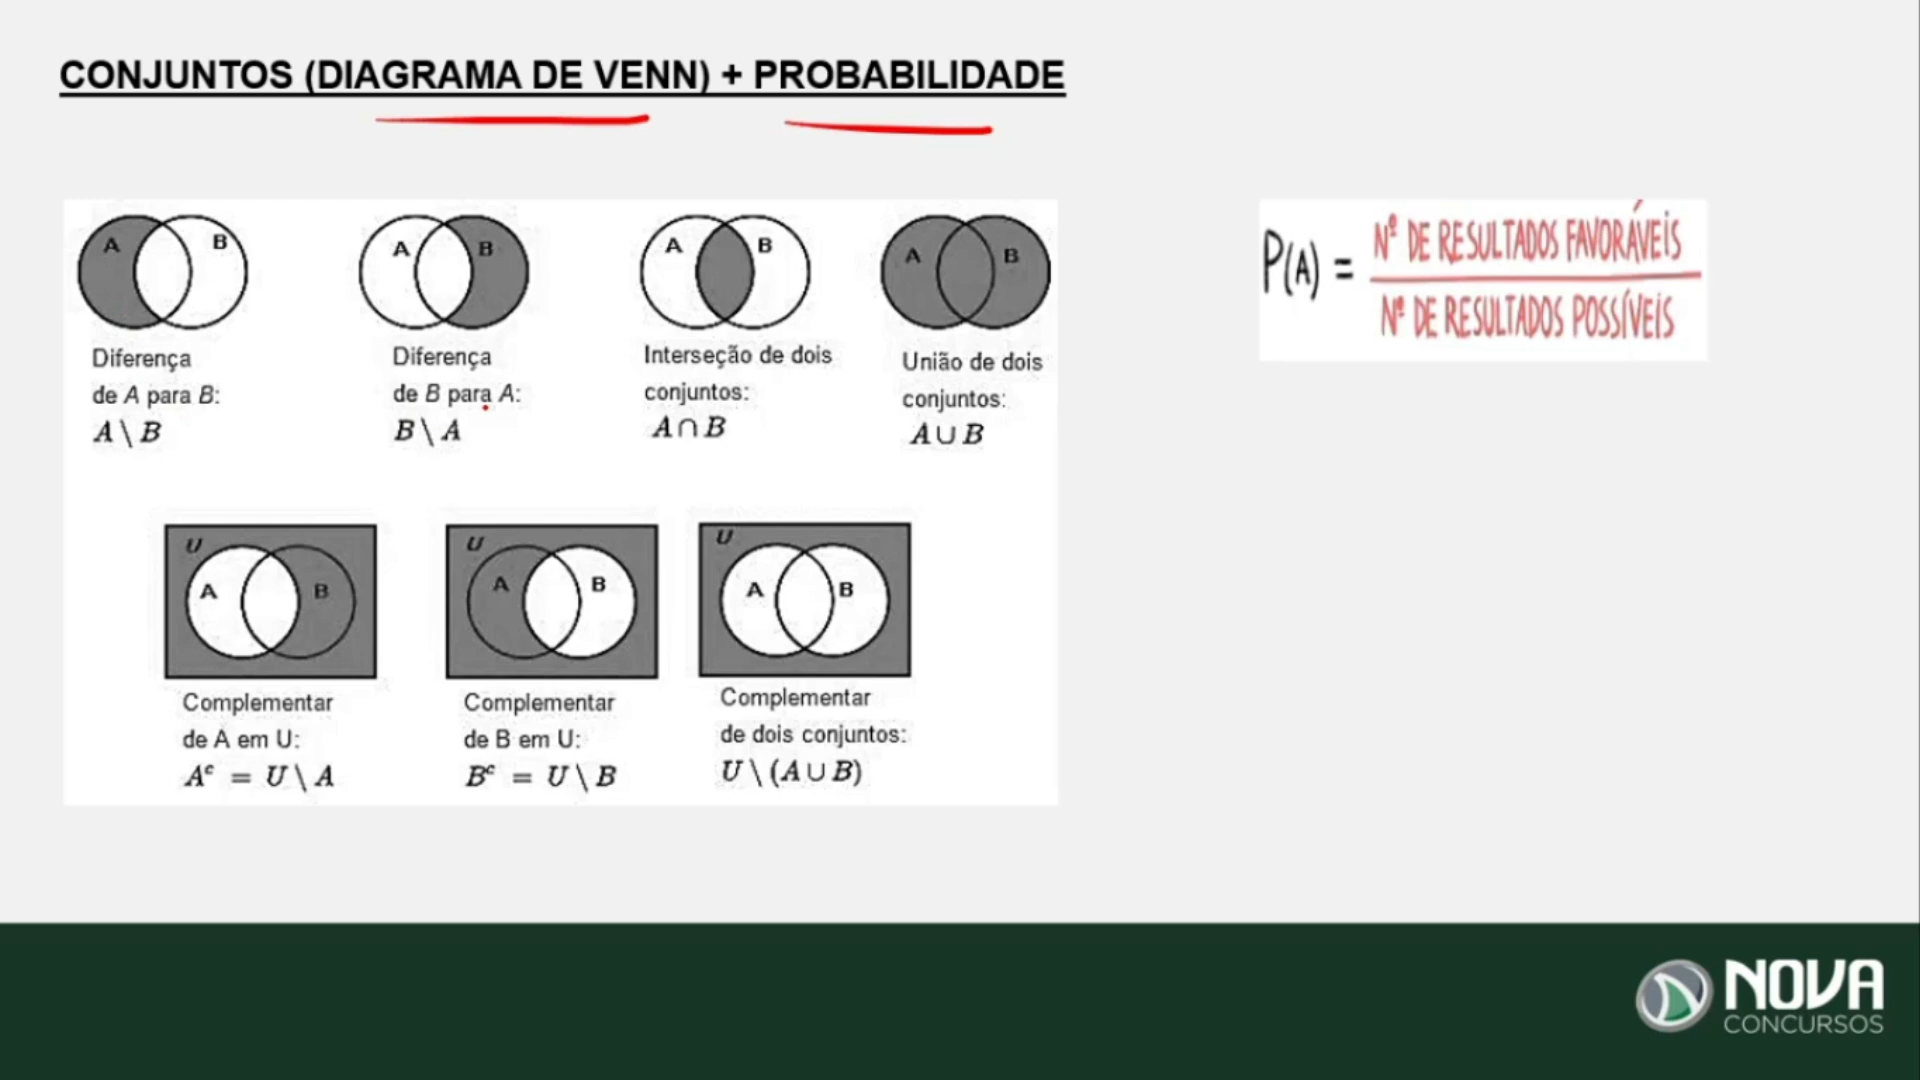 CONJUNTOS (DIAGRAMA DE VENN) + PROBABILIDADE
A B
Diferença
de A para B:
A \ B
A B
Diferença
de B para A:
B \ A
A B
Interseção de dois
conjuntos:
A ∩ B
A B
União de dois
conjuntos:
A ∪ B
P(A) = Nº DE RESULTADOS FAVORÁVEIS
Nº DE RESULTADOS POSSÍVEIS
U
A B
Complementar
de A em U:
Aᶜ = U \ A
U
A B
Complementar
de B em U:
Bᶜ = U \ B
U
A B
Complementar
de dois conjuntos:
U \ (A ∪ B)
NOVA
CONCURSOS